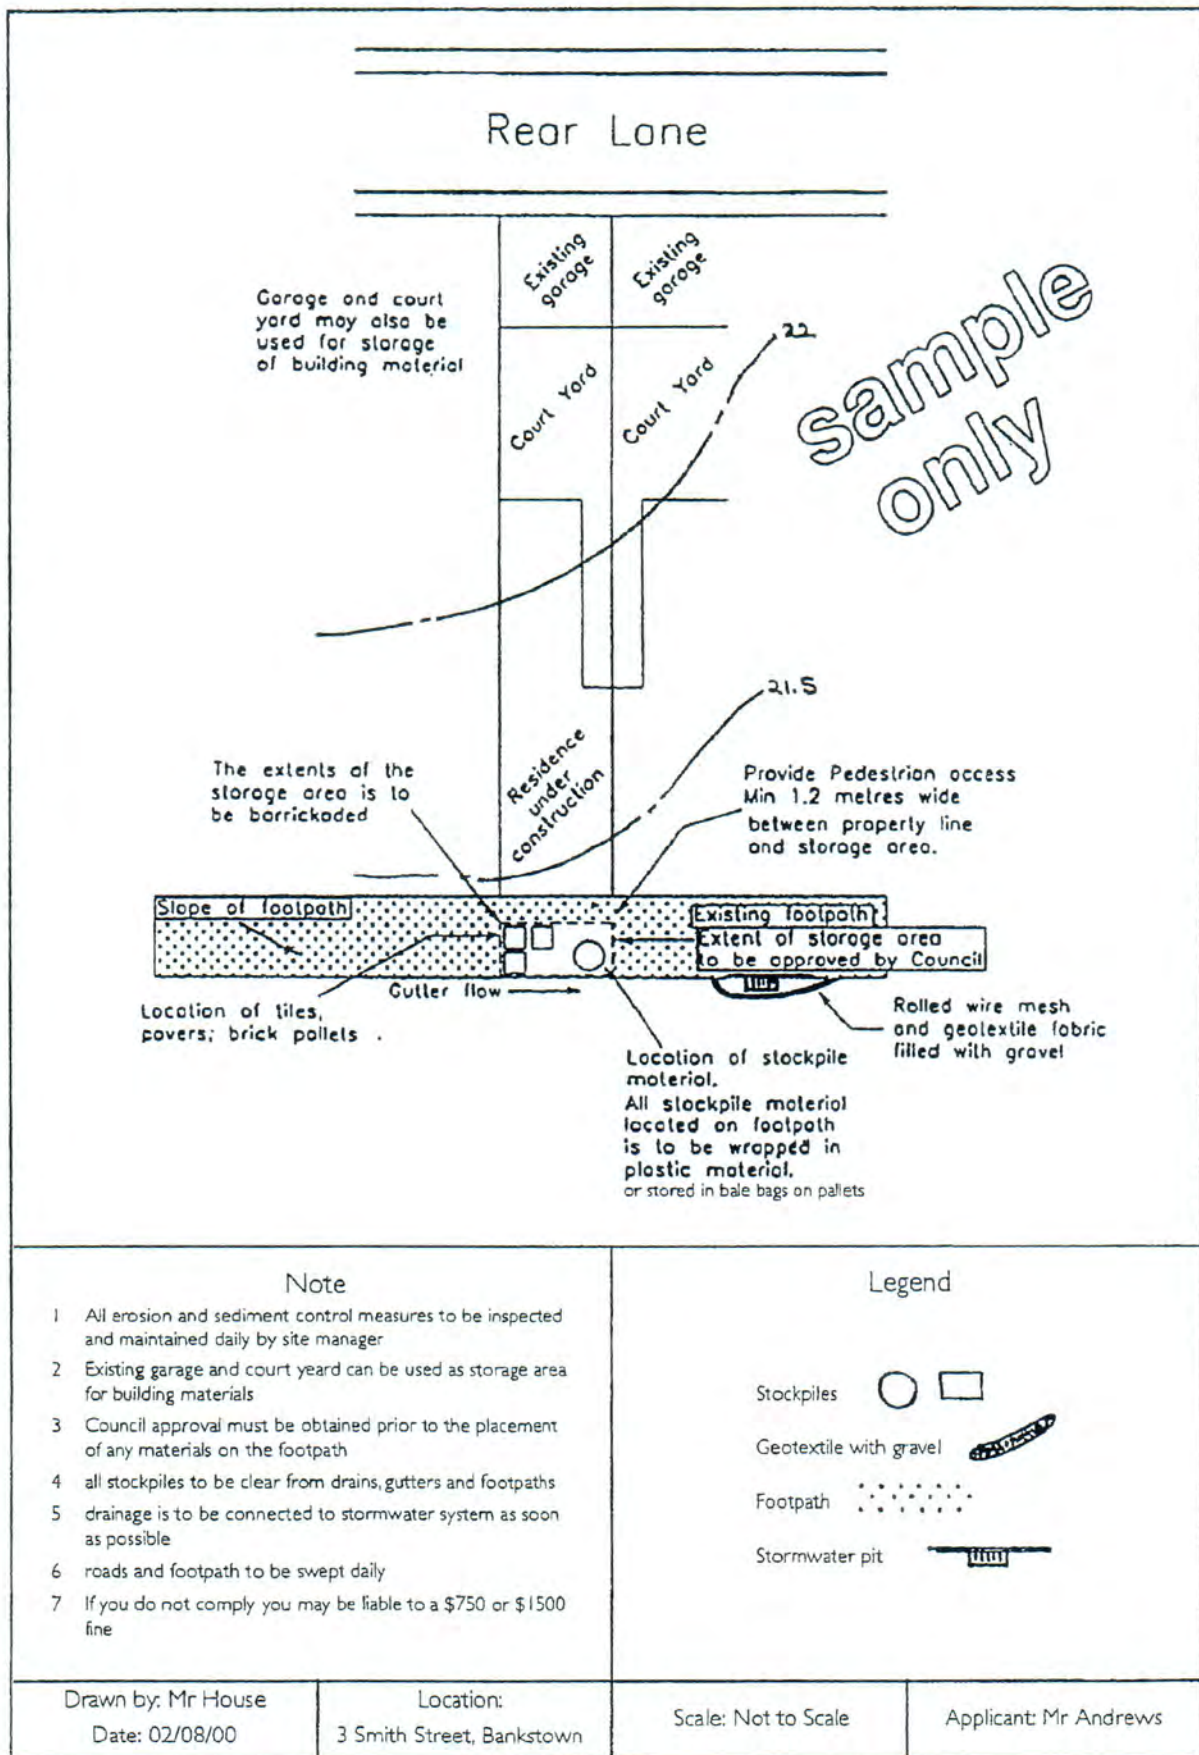 Rear Lane
Existing
garage
Existing
garage
Garage and court
yard may also be
used for storage
of building material
22
sample
only
Court Yard
Court Yard
21.5
Residence
under
construction
The extents of the
storage area is to
be barrickaded
Provide Pedestrian access
Min 1.2 metres wide
between property line
and storage area.
Slope of footpath
Existing footpath
Extent of storage area
to be approved by Council
Gutter flow
Location of tiles,
pavers; brick pallets .
Rolled wire mesh
and geotextile fabric
filled with gravel
Location of stockpile
material.
All stockpile material
located on footpath
is to be wrapped in
plastic material.
or stored in bale bags on pallets
Note
1 All erosion and sediment control measures to be inspected
and maintained daily by site manager
2 Existing garage and court yeard can be used as storage area
for building materials
3 Council approval must be obtained prior to the placement
of any materials on the footpath
4 all stockpiles to be clear from drains, gutters and footpaths
5 drainage is to be connected to stormwater system as soon
as possible
6 roads and footpath to be swept daily
7 If you do not comply you may be liable to a $750 or $1500
fine
Legend
Stockpiles
Geotextile with gravel
Footpath
Stormwater pit
Drawn by: Mr House
Date: 02/08/00
Location:
3 Smith Street, Bankstown
Scale: Not to Scale
Applicant: Mr Andrews